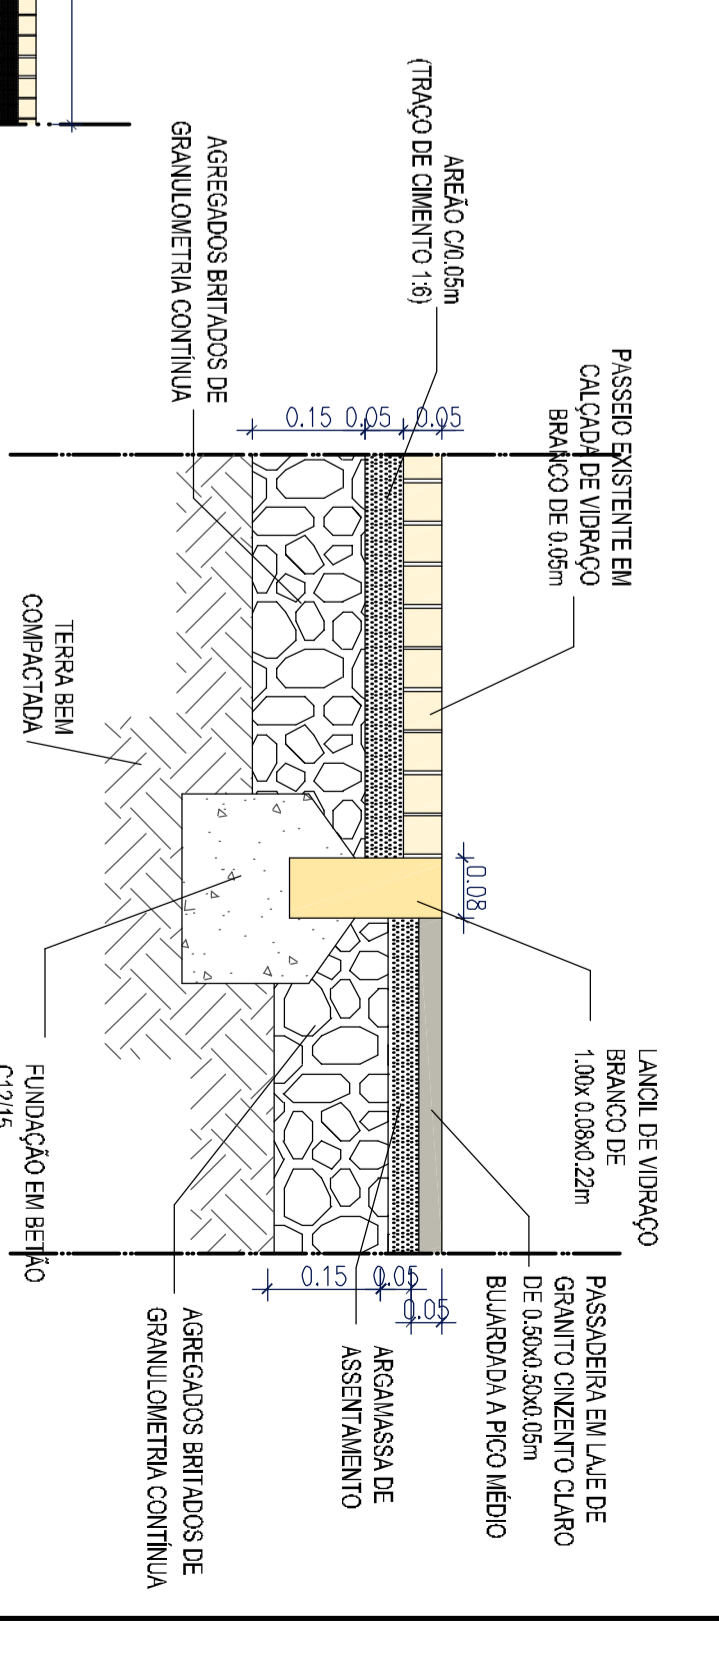 PASSEIO EXISTENTE EM
CALÇADA DE VIDRAÇO
BRANCO DE 0.05m
AREÃO C/0.05m
(TRAÇO DE CIMENTO 1:6)
AGREGADOS BRITADOS DE
GRANULOMETRIA CONTÍNUA
TERRA BEM
COMPACTADA
0.05
0.05
0.15
0.08
LANCIL DE VIDRAÇO
BRANCO DE
1.00x 0.08x0.22m
PASSADEIRA EM LAJE DE
GRANITO CINZENTO CLARO
DE 0.50x0.50x0.05m
BUJARDADA A PICO MÉDIO
0.05
0.05
0.15
ARGAMASSA DE
ASSENTAMENTO
AGREGADOS BRITADOS DE
GRANULOMETRIA CONTÍNUA
FUNDAÇÃO EM BETÃO
C12/15